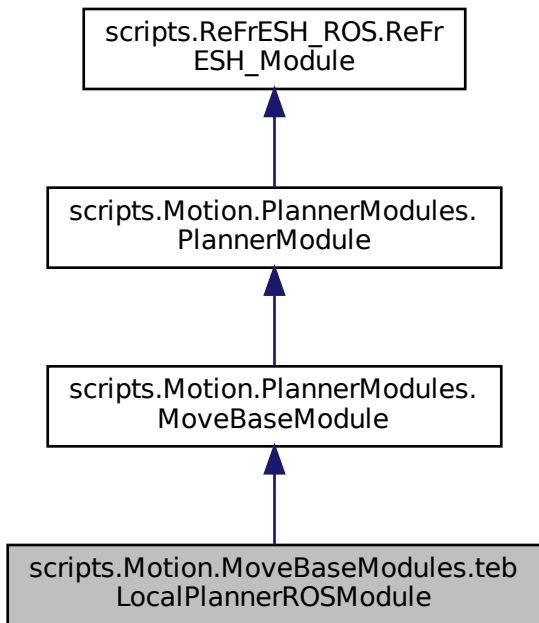 scripts.ReFrESH_ROS.ReFr
ESH_Module
scripts.Motion.PlannerModules.
PlannerModule
scripts.Motion.PlannerModules.
MoveBaseModule
scripts.Motion.MoveBaseModules.teb
LocalPlannerROSModule